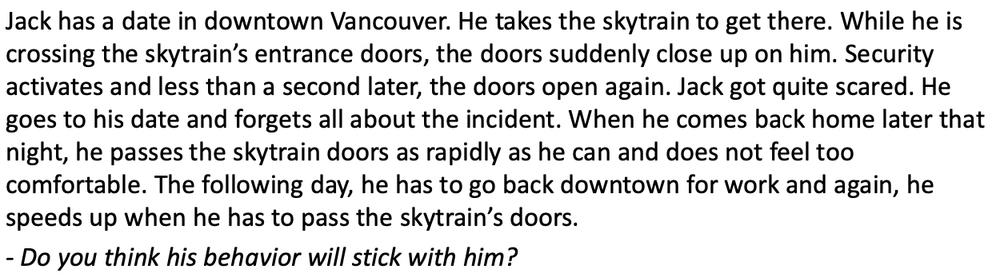 Jack has a date in downtown Vancouver. He takes the skytrain to get there. While he is
crossing the skytrain’s entrance doors, the doors suddenly close up on him. Security
activates and less than a second later, the doors open again. Jack got quite scared. He
goes to his date and forgets all about the incident. When he comes back home later that
night, he passes the skytrain doors as rapidly as he can and does not feel too
comfortable. The following day, he has to go back downtown for work and again, he
speeds up when he has to pass the skytrain’s doors.
- Do you think his behavior will stick with him?